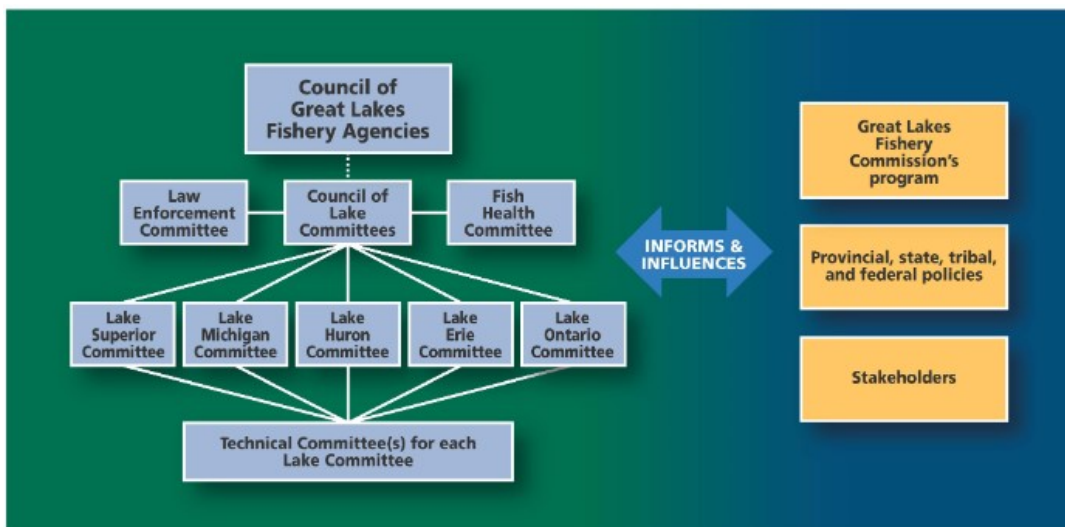 Council of
Great Lakes
Fishery Agencies
Law
Enforcement
Committee
Council of
Lake
Committees
Fish
Health
Committee
Lake
Superior
Committee
Lake
Michigan
Committee
Lake
Huron
Committee
Lake
Erie
Committee
Lake
Ontario
Committee
Technical Committee(s) for each
Lake Committee
INFORMS &
INFLUENCES
Great Lakes
Fishery
Commission's
program
Provincial, state, tribal,
and federal policies
Stakeholders